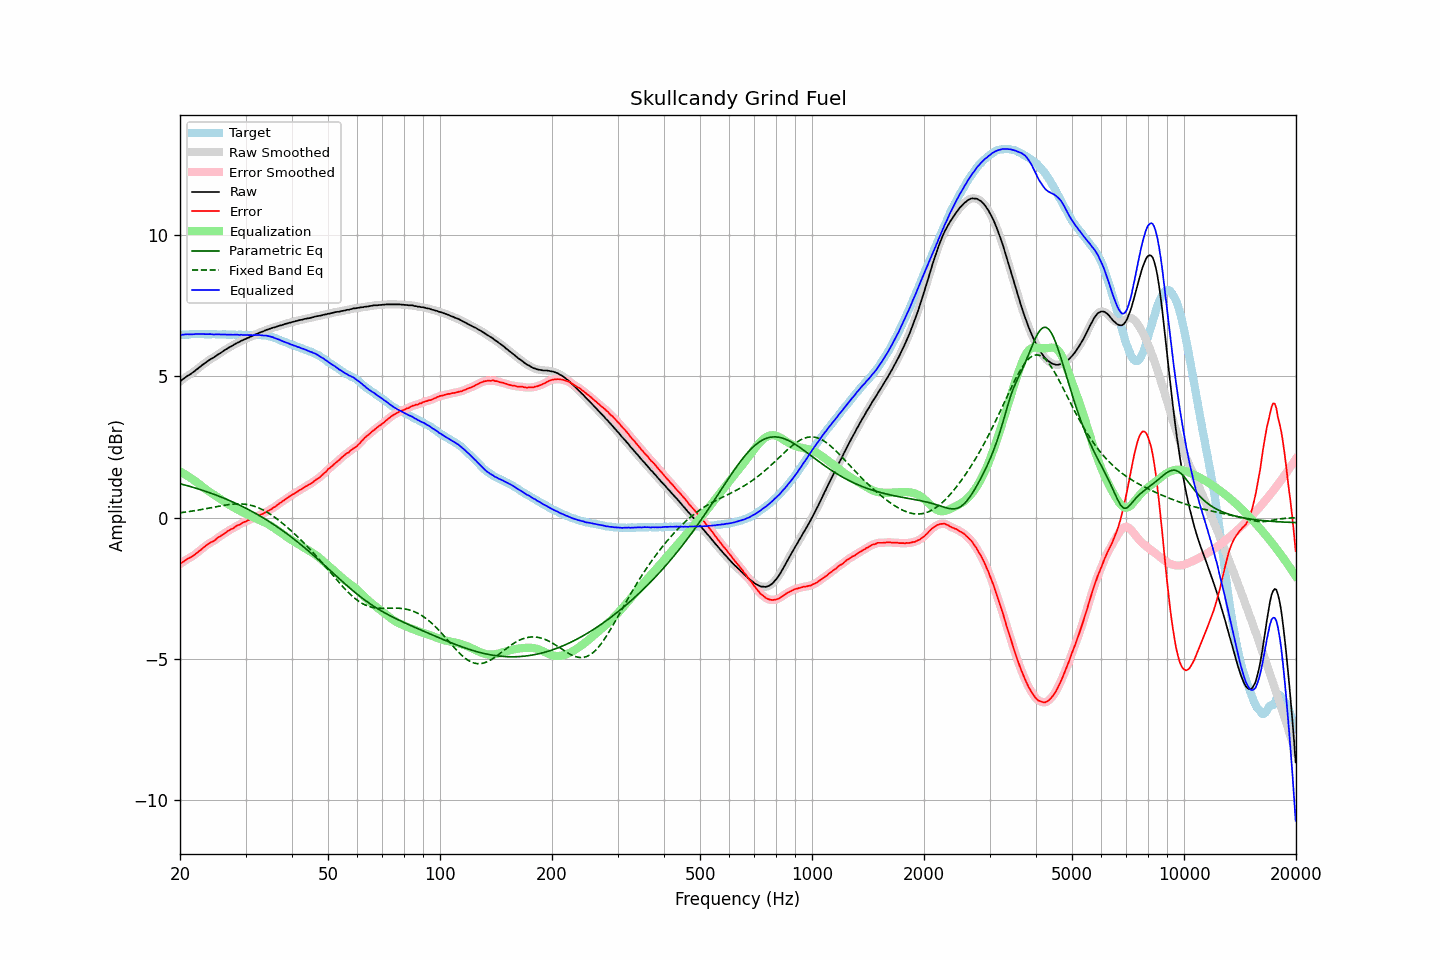 Skullcandy Grind Fuel
Target
Raw Smoothed
Error Smoothed
Raw
Error
Equalization
Parametric Eq
Fixed Band Eq
Equalized
Amplitude (dBr)
10
5
0
−5
−10
20 50 100 200 500 1000 2000 5000 10000 20000
Frequency (Hz)